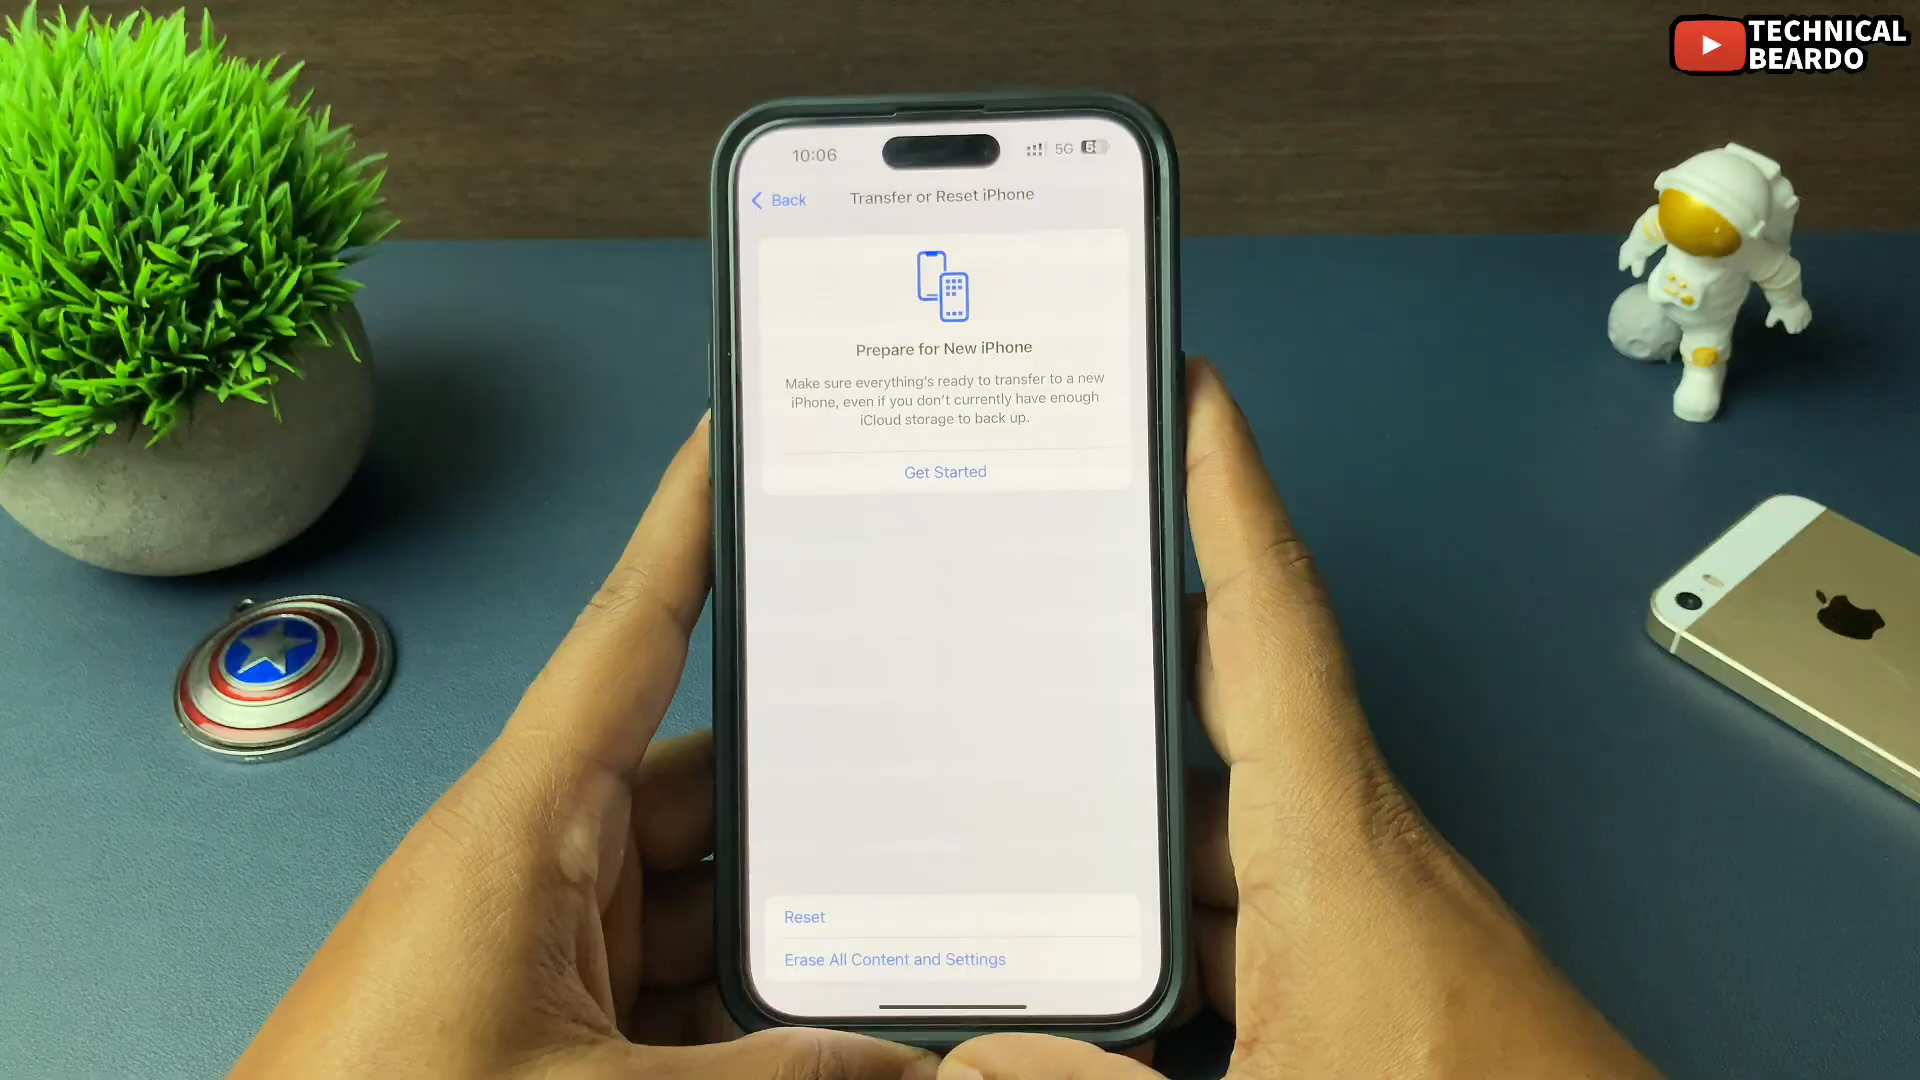 TECHNICAL
BEARDO
10:06
5G
Back
Transfer or Reset iPhone
Prepare for New iPhone
Make sure everything's ready to transfer to a new
iPhone, even if you don't currently have enough
iCloud storage to back up.
Get Started
Reset
Erase All Content and Settings